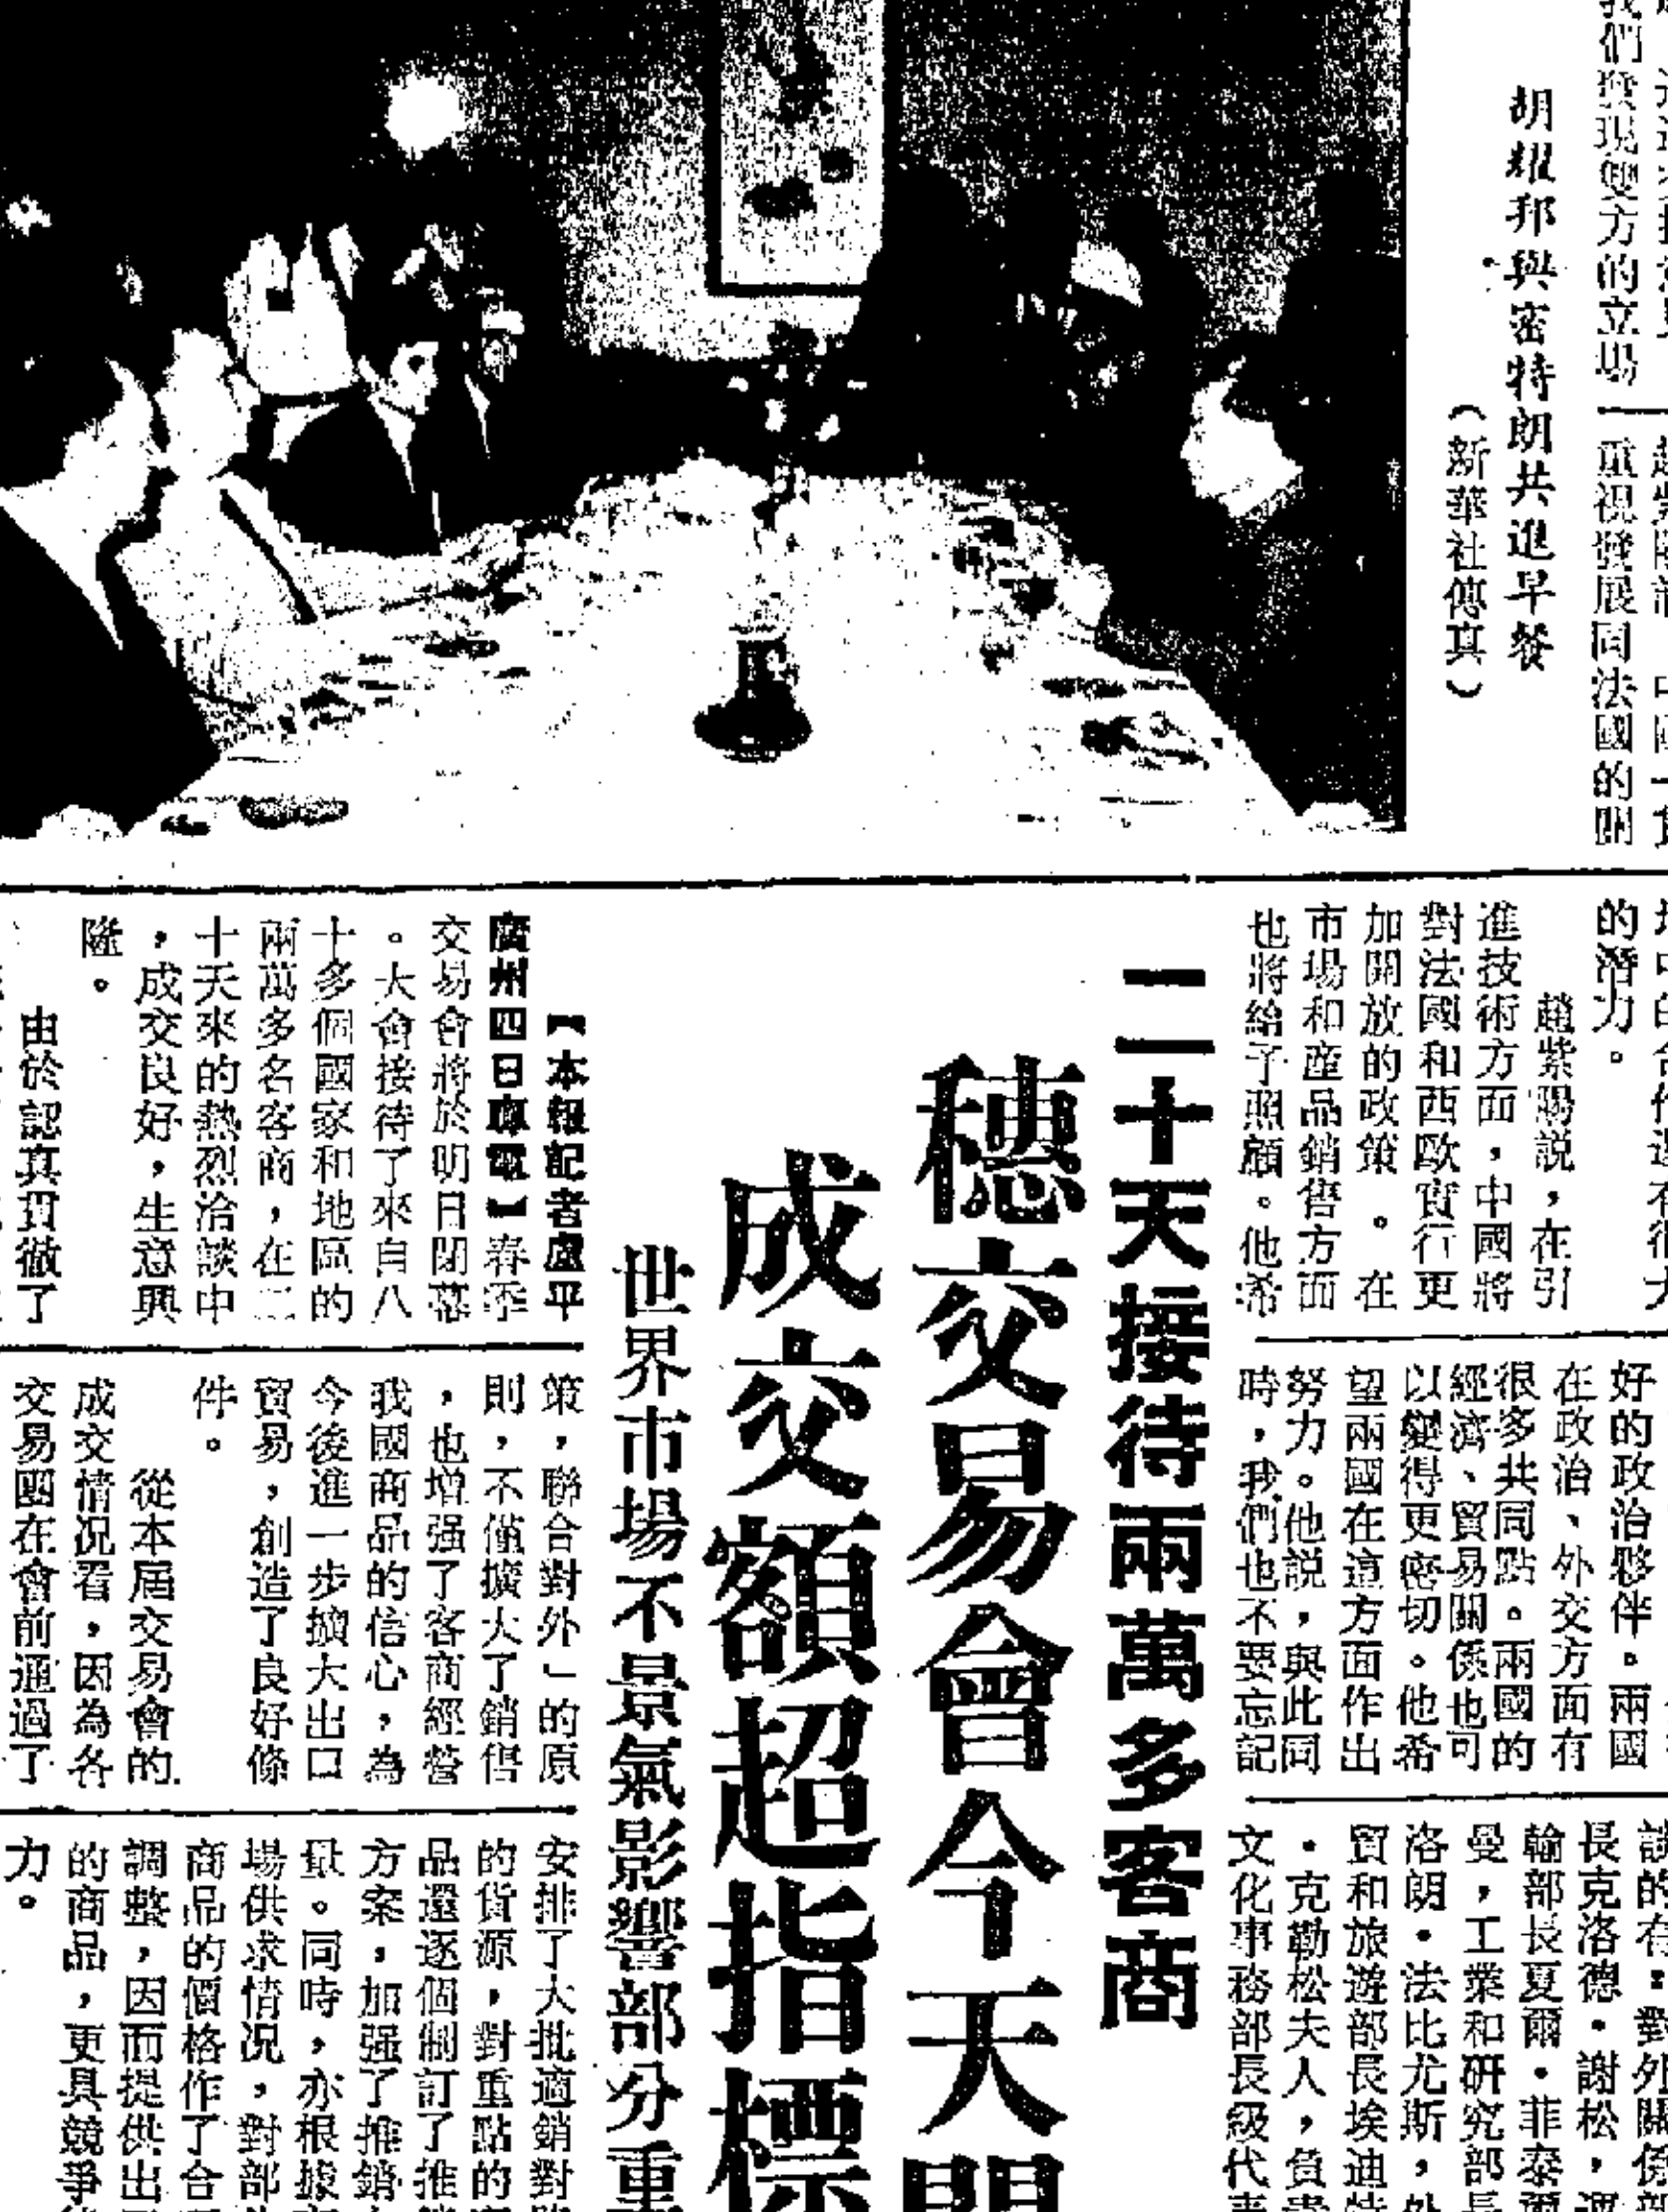 我們發現雙方的立場
重視發展同法國的關
胡耀邦與密特朗共進早餐
（新華社傳真）
的潛力。
趙紫陽説，在引
進技術方面，中國將
對法國和西歐實行更
加開放的政策。在
市場和産品銷售方面
也將給予照顧。他希
好的政治夥伴。兩國
在政治、外交方面有
很多共同點。兩國的
經濟、貿易關係也可
以變得更密切。他希
望兩國在這方面作出
努力。他説，與此同
時，我們也不要忘記
談的有：對外關係部
長克洛德·謝松，運
輸部長夏爾·菲泰爾
曼，工業和研究部長
洛朗·法比尤斯，外
貿和旅遊部長埃迪特
·克勒松夫人，負責
文化事務部長級代表
二十天接待兩萬多客商
穗交易會今天閉
成交額超指標
世界市場不景氣影響部分重
【本報記者盧平
廣州四日專電】春季
交易會將於明日閉幕
。大會接待了來自八
十多個國家和地區的
兩萬多名客商，在二
十天來的熱烈洽談中
，成交良好，生意興
隆。
由於認真貫徹了
策，聯合對外」的原
則，不僅擴大了銷售
，也增强了客商經營
我國商品的信心，為
今後進一步擴大出口
貿易，創造了良好條
件。
從本屆交易會的
成交情况看，因為各
交易團在會前通過了
安排了大批適銷對路
的貨源，對重點的商
品還逐個制訂了推銷
方案，加强了推銷力
量。同時，亦根據市
場供求情况，對部分
商品的價格作了合理
調整，因而提供出口
的商品，更具競爭能
力。